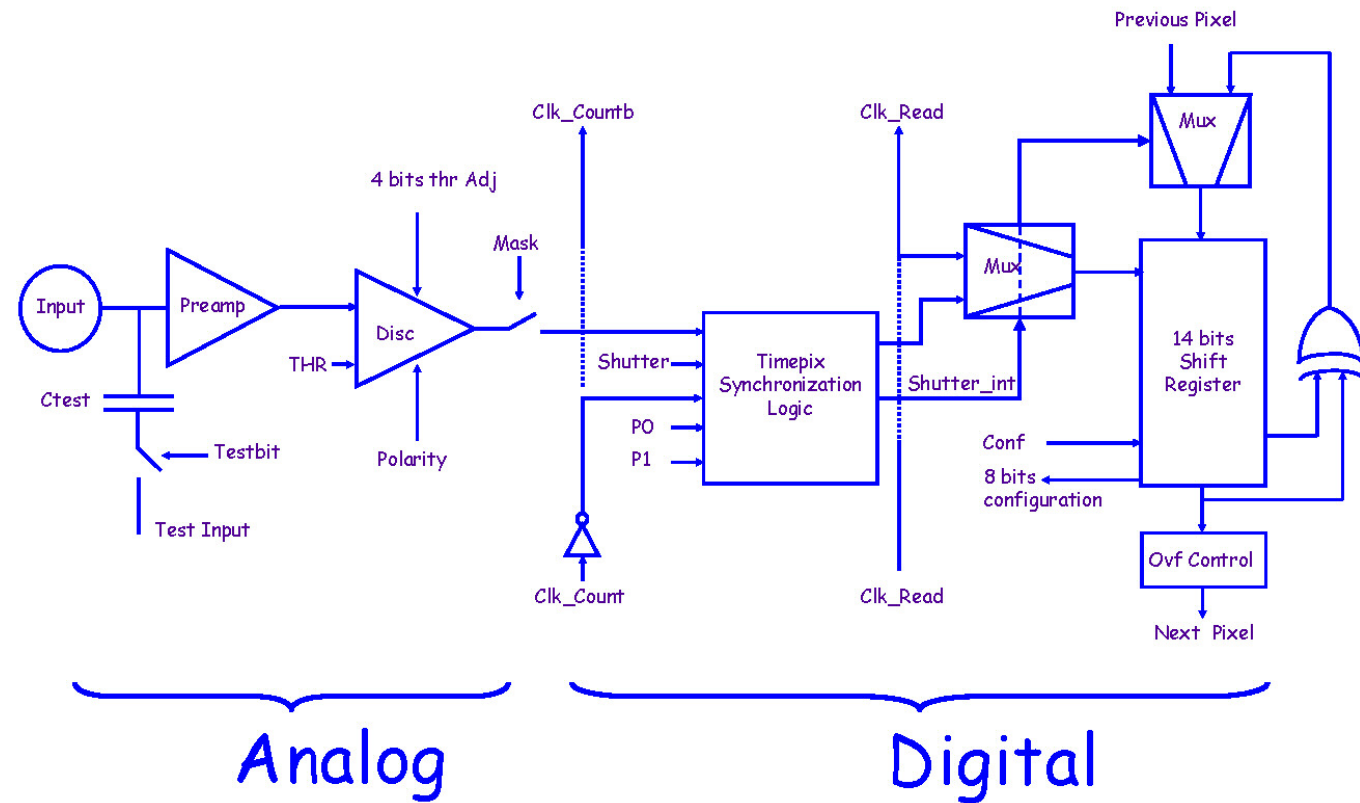 Previous Pixel
Clk_Countb
Clk_Read
Mux
4 bits thr Adj
Mask
Mux
Input
Preamp
Disc
THR
Shutter
Timepix
Synchronization
Logic
14 bits
Shift
Register
Shutter_int
Ctest
P0
P1
Testbit
Polarity
Conf
8 bits
configuration
Test Input
Ovf Control
Clk_Count
Clk_Read
Next Pixel
Analog
Digital